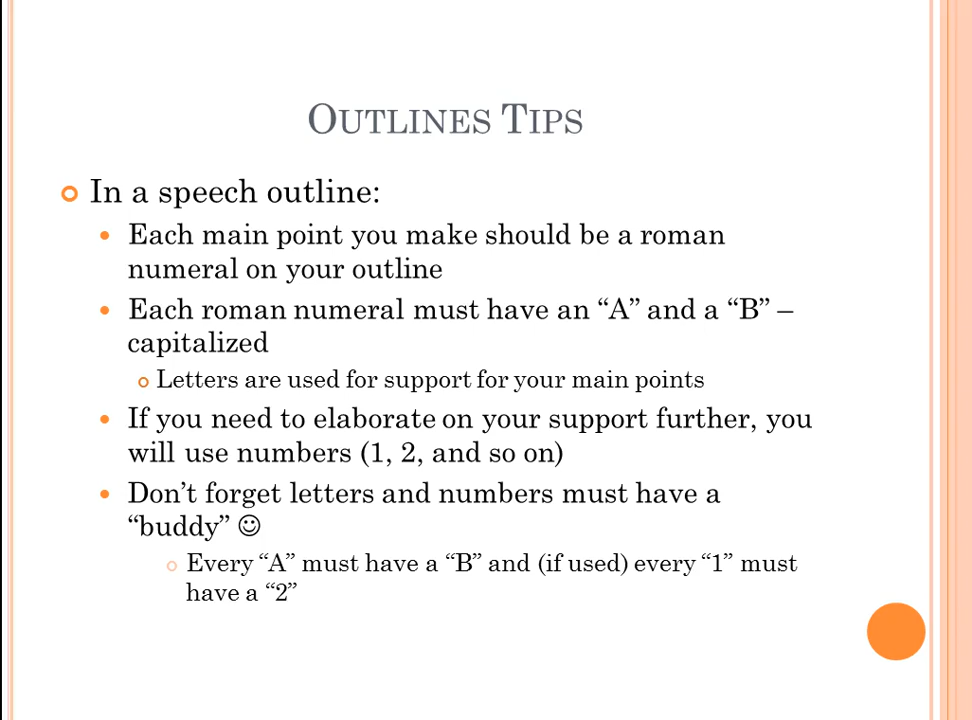 OUTLINES TIPS
In a speech outline:
Each main point you make should be a roman
numeral on your outline
Each roman numeral must have an “A” and a “B” –
capitalized
Letters are used for support for your main points
If you need to elaborate on your support further, you
will use numbers (1, 2, and so on)
Don’t forget letters and numbers must have a
“buddy” ☺
Every “A” must have a “B” and (if used) every “1” must
have a “2”